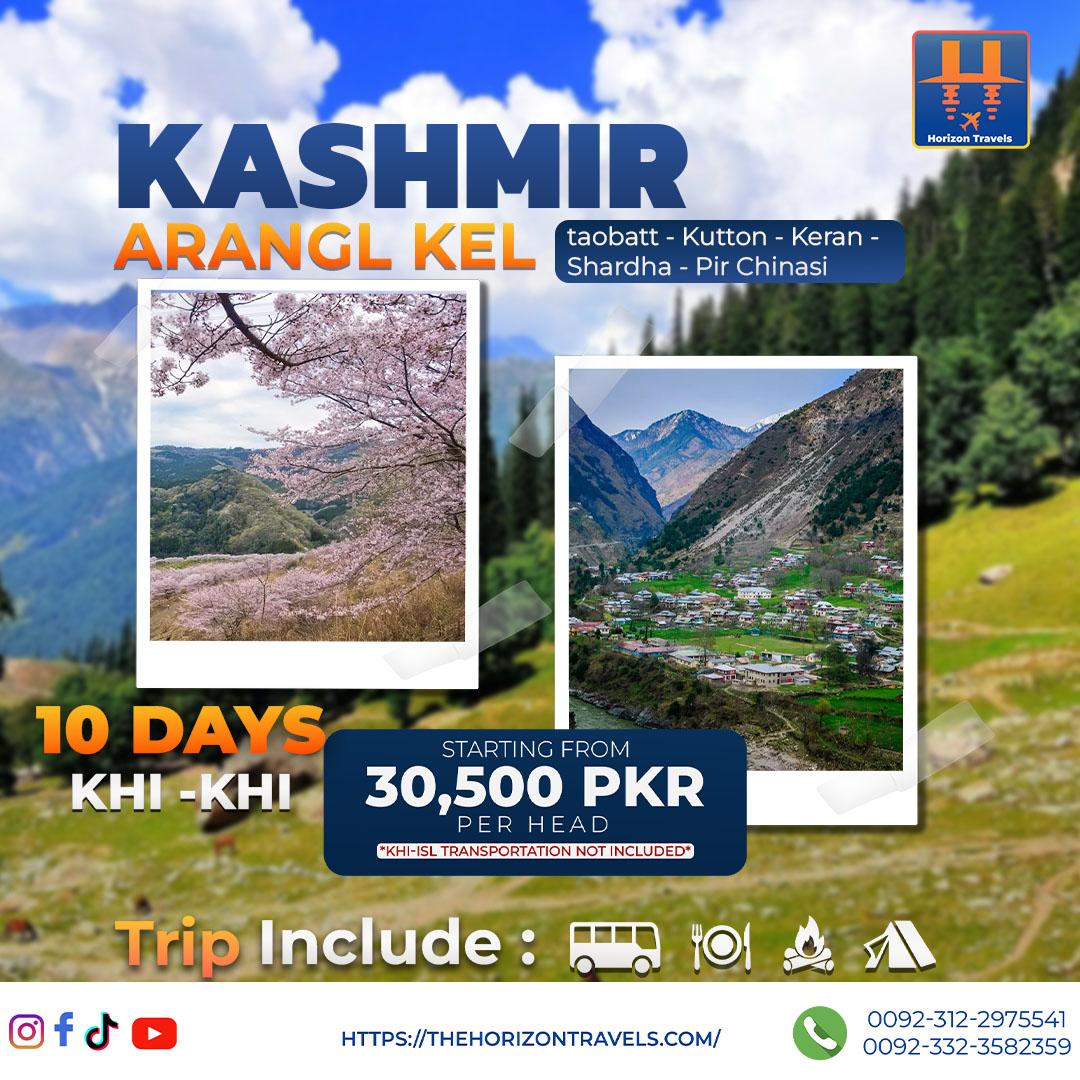 Horizon Travels
KASHMIR
ARANGL KEL
taobatt - Kutton - Keran -
Shardha - Pir Chinasi
10 DAYS
KHI -KHI
STARTING FROM
30,500 PKR
PER HEAD
*KHI-ISL TRANSPORTATION NOT INCLUDED*
Trip Include :
HTTPS://THEHORIZONTRAVELS.COM/
0092-312-2975541
0092-332-3582359